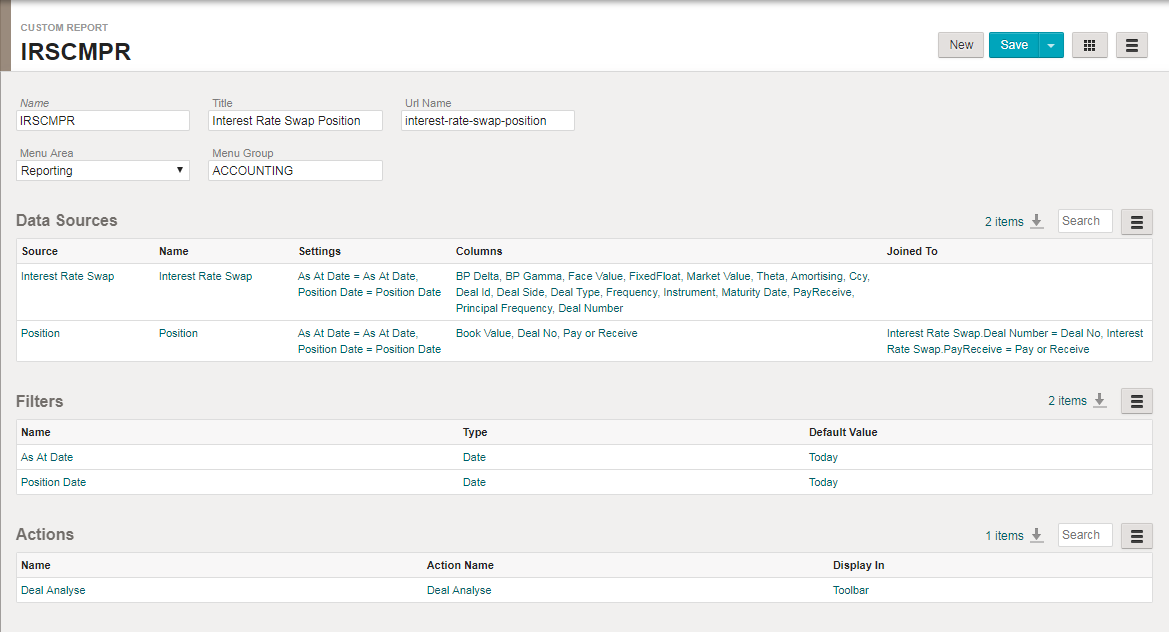 CUSTOM REPORT
IRSCMPR
New Save
Name Title Url Name
IRSCMPR Interest Rate Swap Position interest-rate-swap-position
Menu Area Menu Group
Reporting ACCOUNTING
Data Sources 2 items Search
Source Name Settings Columns Joined To
Interest Rate Swap Interest Rate Swap As At Date = As At Date, BP Delta, BP Gamma, Face Value, FixedFloat, Market Value, Theta, Amortising, Ccy,
Position Date = Position Date Deal Id, Deal Side, Deal Type, Frequency, Instrument, Maturity Date, PayReceive,
Principal Frequency, Deal Number
Position Position As At Date = As At Date, Book Value, Deal No, Pay or Receive Interest Rate Swap.Deal Number = Deal No, Interest
Position Date = Position Date Rate Swap.PayReceive = Pay or Receive
Filters 2 items
Name Type Default Value
As At Date Date Today
Position Date Date Today
Actions 1 items Search
Name Action Name Display In
Deal Analyse Deal Analyse Toolbar